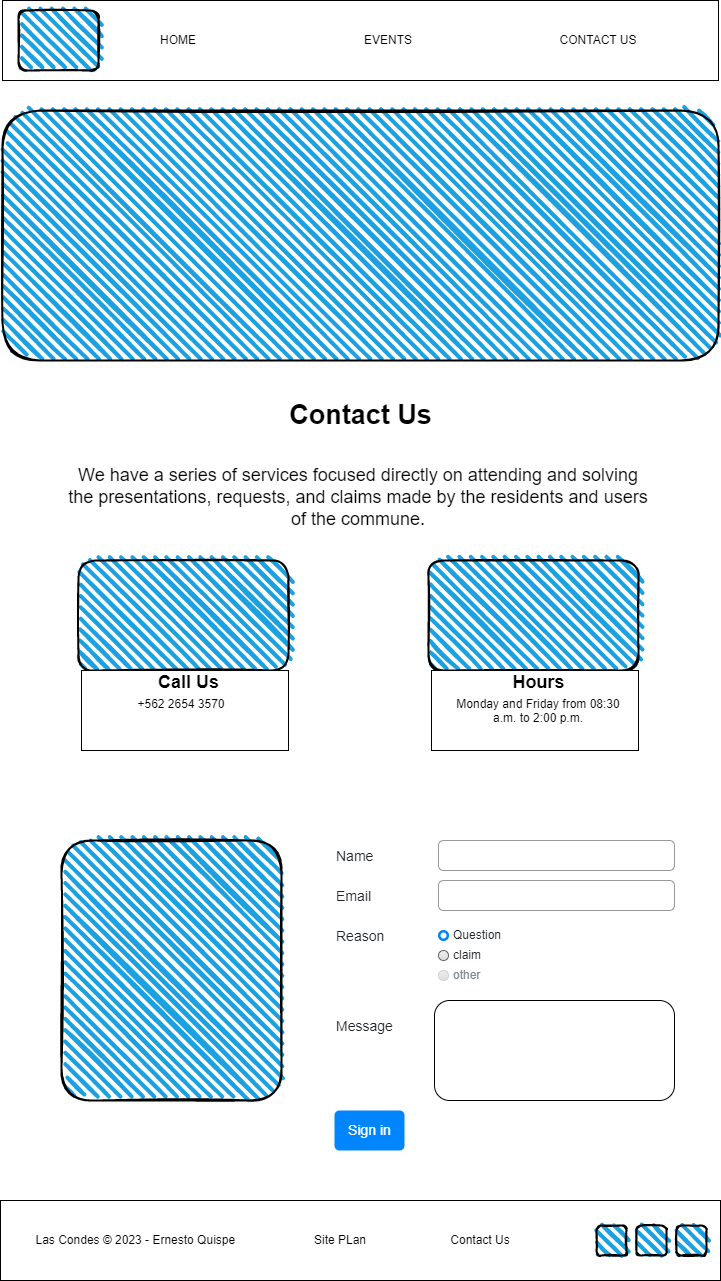 HOME EVENTS CONTACT US
Contact Us
We have a series of services focused directly on attending and solving
the presentations, requests, and claims made by the residents and users
of the commune.
Call Us
+562 2654 3570
Hours
Monday and Friday from 08:30
a.m. to 2:00 p.m.
Name
Email
Reason
Question
claim
other
Message
Sign in
Las Condes © 2023 - Ernesto Quispe Site PLan Contact Us